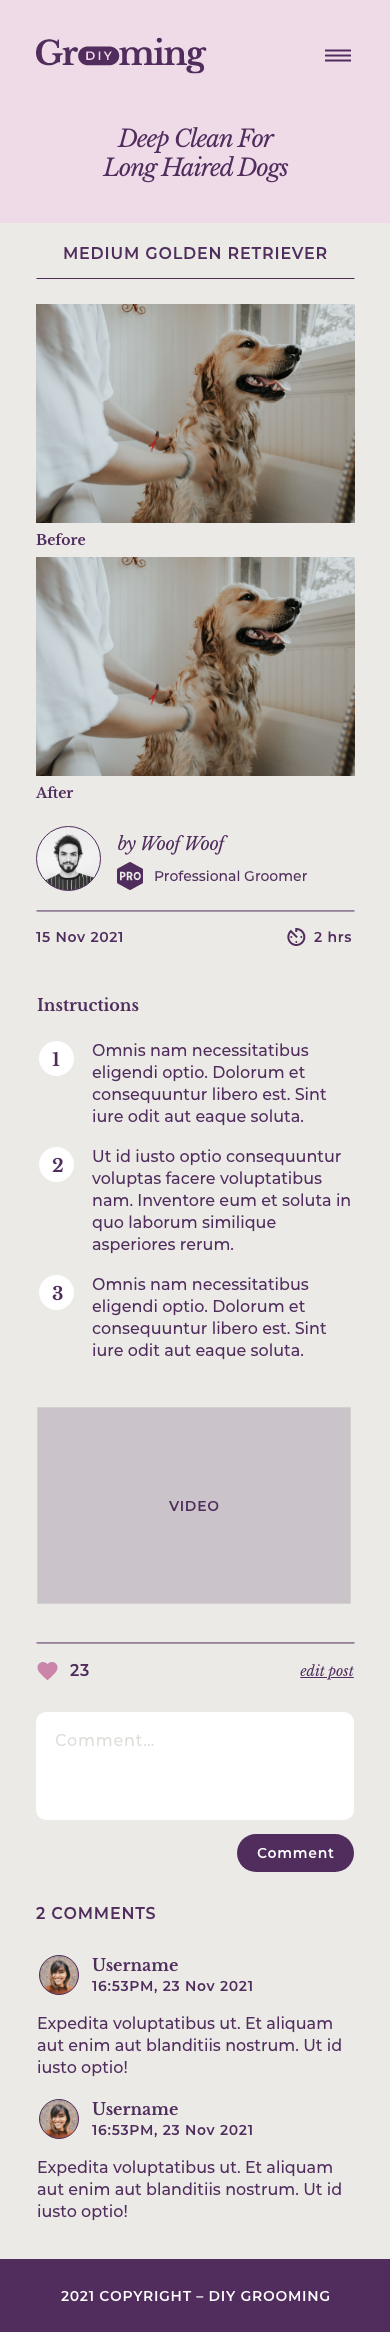 Grooming
DIY
Deep Clean For
Long Haired Dogs
MEDIUM GOLDEN RETRIEVER
Before
After
by Woof Woof
PRO Professional Groomer
15 Nov 2021 2 hrs
Instructions
1 Omnis nam necessitatibus
eligendi optio. Dolorum et
consequuntur libero est. Sint
iure odit aut eaque soluta.
2 Ut id iusto optio consequuntur
voluptas facere voluptatibus
nam. Inventore eum et soluta in
quo laborum similique
asperiores rerum.
3 Omnis nam necessitatibus
eligendi optio. Dolorum et
consequuntur libero est. Sint
iure odit aut eaque soluta.
VIDEO
23 edit post
Comment...
Comment
2 COMMENTS
Username
16:53PM, 23 Nov 2021
Expedita voluptatibus ut. Et aliquam
aut enim aut blanditiis nostrum. Ut id
iusto optio!
Username
16:53PM, 23 Nov 2021
Expedita voluptatibus ut. Et aliquam
aut enim aut blanditiis nostrum. Ut id
iusto optio!
2021 COPYRIGHT – DIY GROOMING